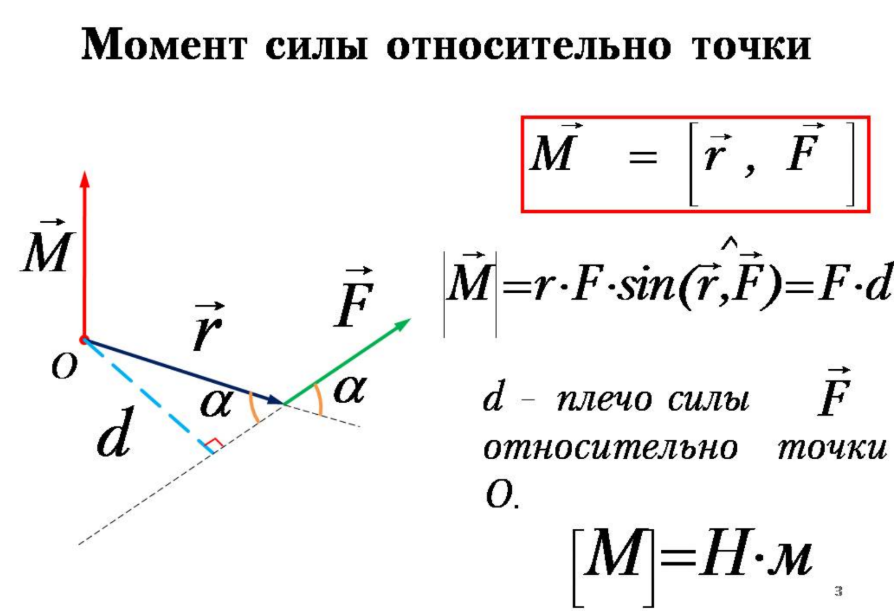 Момент силы относительно точки
M⃗ = [r⃗ , F⃗]
|M⃗|=r·F·sin(r⃗,^F⃗)=F·d
M⃗
F⃗
r⃗
O
α
α
d
d – плечо силы F⃗
относительно точки
O.
[M]=Н·м
3